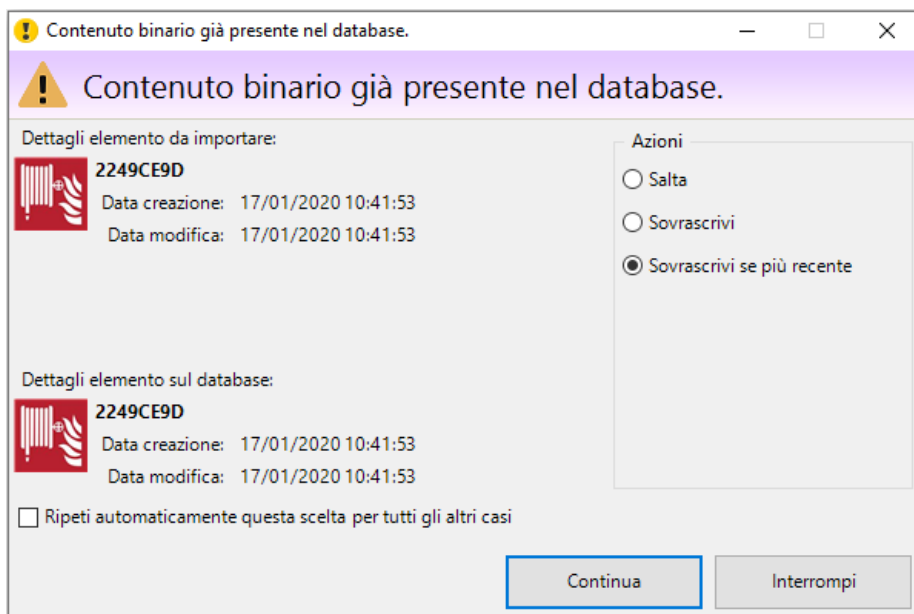 Contenuto binario già presente nel database.
Contenuto binario già presente nel database.
Dettagli elemento da importare:
2249CE9D
Data creazione: 17/01/2020 10:41:53
Data modifica: 17/01/2020 10:41:53
Azioni
Salta
Sovrascrivi
Sovrascrivi se più recente
Dettagli elemento sul database:
2249CE9D
Data creazione: 17/01/2020 10:41:53
Data modifica: 17/01/2020 10:41:53
Ripeti automaticamente questa scelta per tutti gli altri casi
Continua
Interrompi